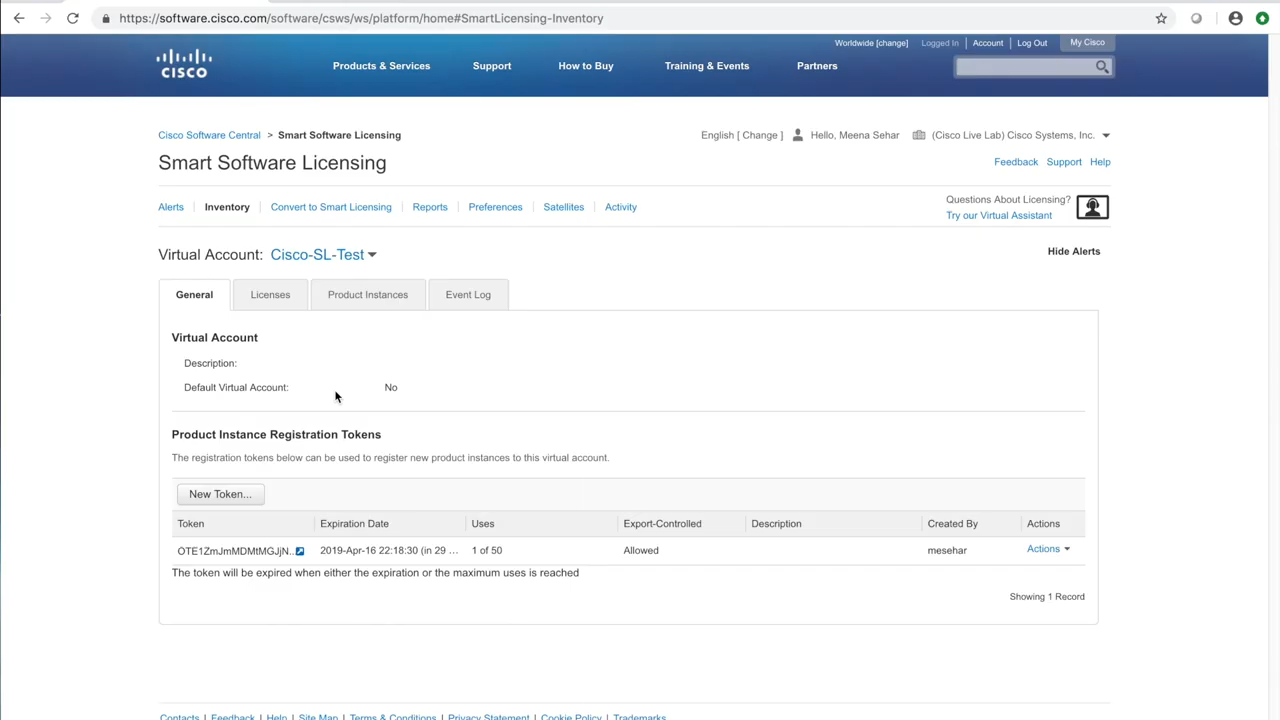 https://software.cisco.com/software/csws/ws/platform/home#SmartLicensing-Inventory
Worldwide [change] Logged In | Account | Log Out My Cisco
CISCO
Products & Services Support How to Buy Training & Events Partners
Cisco Software Central > Smart Software Licensing
English [ Change ] Hello, Meena Sehar (Cisco Live Lab) Cisco Systems, Inc.
Smart Software Licensing
Feedback Support Help
Alerts Inventory Convert to Smart Licensing Reports Preferences Satellites Activity
Questions About Licensing?
Try our Virtual Assistant
Virtual Account: Cisco-SL-Test
Hide Alerts
General Licenses Product Instances Event Log
Virtual Account
Description:
Default Virtual Account: No
Product Instance Registration Tokens
The registration tokens below can be used to register new product instances to this virtual account.
New Token...
Token Expiration Date Uses Export-Controlled Description Created By Actions
OTE1ZmJmMDMtMGJjN.. 2019-Apr-16 22:18:30 (in 29 ... 1 of 50 Allowed mesehar Actions
The token will be expired when either the expiration or the maximum uses is reached
Showing 1 Record
Contacts | Feedback | Help | Site Map | Terms & Conditions | Privacy Statement | Cookie Policy | Trademarks